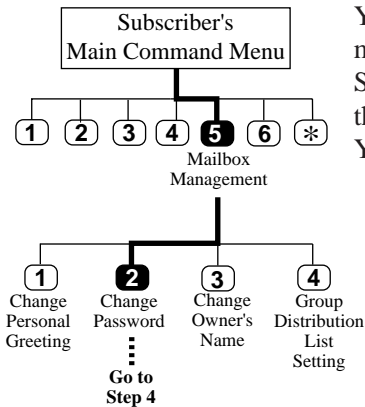 Subscriber's
Main Command Menu
1 2 3 4 5 6 *
Mailbox
Management
1 2 3 4
Change
Personal
Greeting
Change
Password
Change
Owner's
Name
Group
Distribution
List
Setting
Go to
Step 4